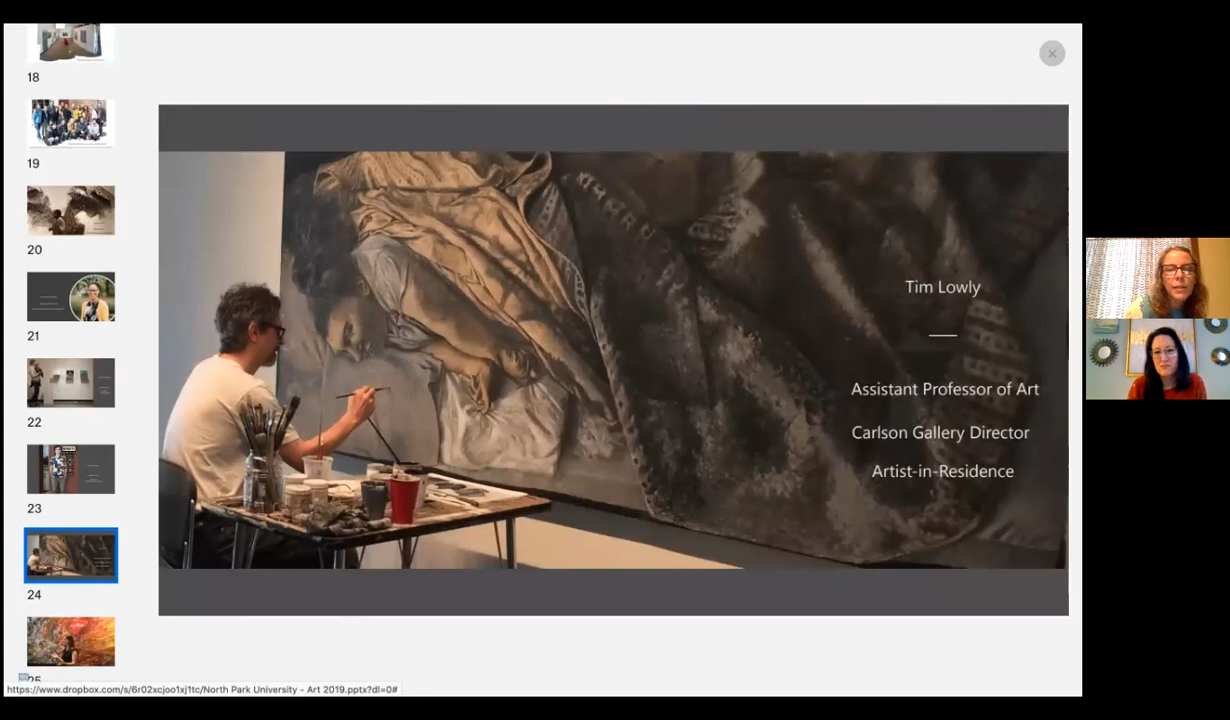 18
19
20
21
22
23
24
25
Tim Lowly
Assistant Professor of Art
Carlson Gallery Director
Artist-in-Residence
https://www.dropbox.com/s/6r02xcjoo1xj1tc/North Park University - Art 2019.pptx?dl=0#